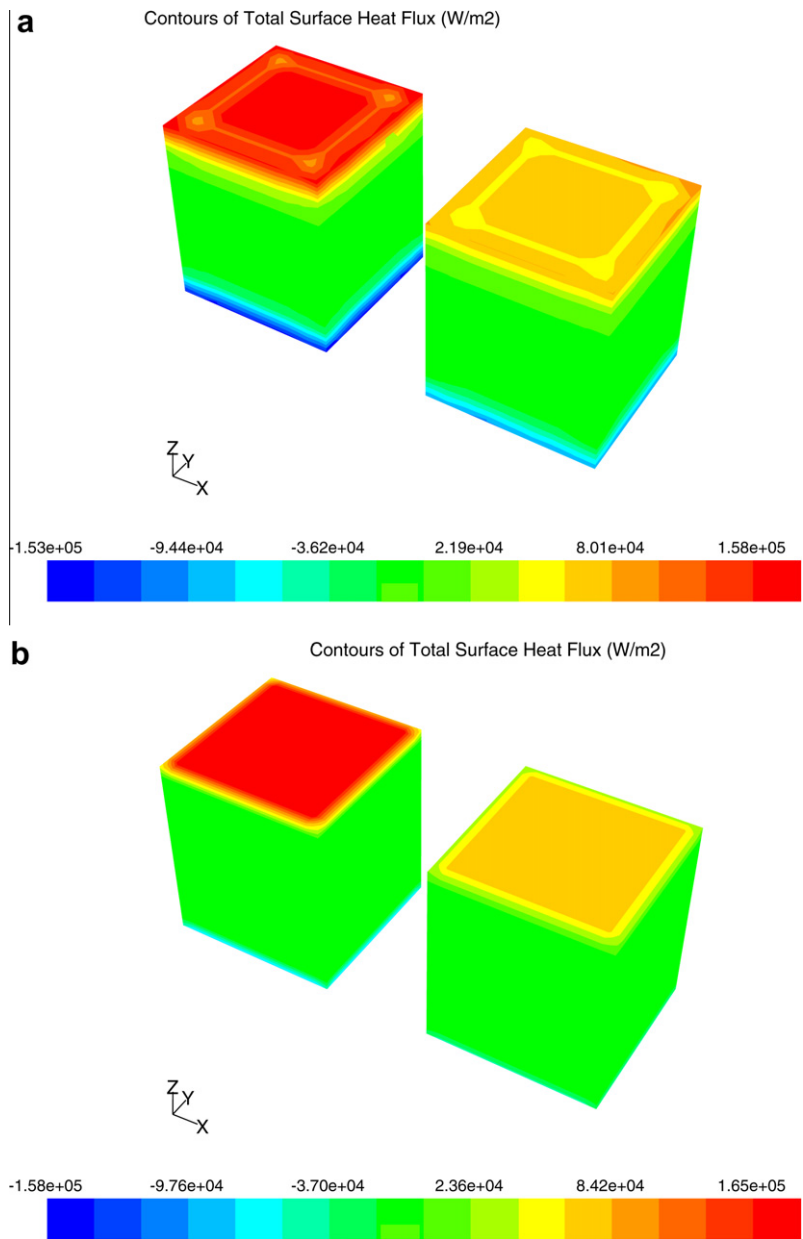 a
Contours of Total Surface Heat Flux (W/m2)
Z
Y
X
-1.53e+05 -9.44e+04 -3.62e+04 2.19e+04 8.01e+04 1.58e+05
b
Contours of Total Surface Heat Flux (W/m2)
Z
Y
X
-1.58e+05 -9.76e+04 -3.70e+04 2.36e+04 8.42e+04 1.65e+05